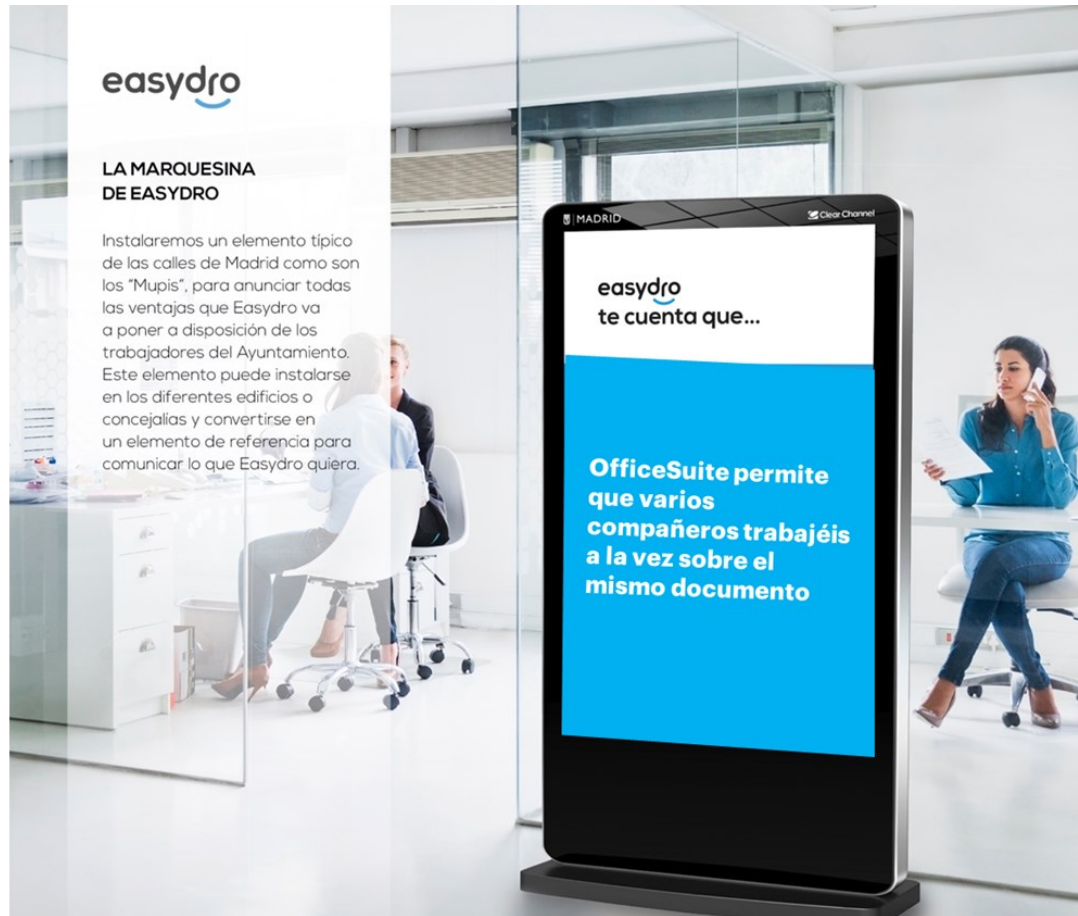 easydro
LA MARQUESINA
DE EASYDRO
Instalaremos un elemento típico
de las calles de Madrid como son
los "Mupis", para anunciar todas
las ventajas que Easydro va
a poner a disposición de los
trabajadores del Ayuntamiento.
Este elemento puede instalarse
en los diferentes edificios o
concejalías y convertirse en
un elemento de referencia para
comunicar lo que Easydro quiera.
MADRID
Clear Channel
easydro
te cuenta que...
OfficeSuite permite
que varios
compañeros trabajéis
a la vez sobre el
mismo documento